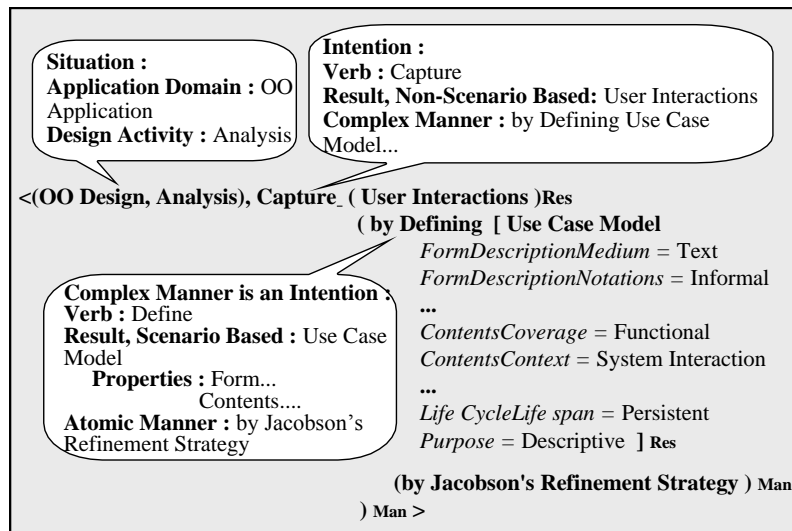 Situation :
Application Domain : OO
Application
Design Activity : Analysis
Intention :
Verb : Capture
Result, Non-Scenario Based: User Interactions
Complex Manner : by Defining Use Case
Model...
<(OO Design, Analysis), Capture ( User Interactions )Res
( by Defining [ Use Case Model
FormDescriptionMedium = Text
FormDescriptionNotations = Informal
...
ContentsCoverage = Functional
ContentsContext = System Interaction
...
Life CycleLife span = Persistent
Purpose = Descriptive ] Res
Complex Manner is an Intention :
Verb : Define
Result, Scenario Based : Use Case
Model
Properties : Form...
Contents....
Atomic Manner : by Jacobson's
Refinement Strategy
(by Jacobson's Refinement Strategy ) Man
) Man >